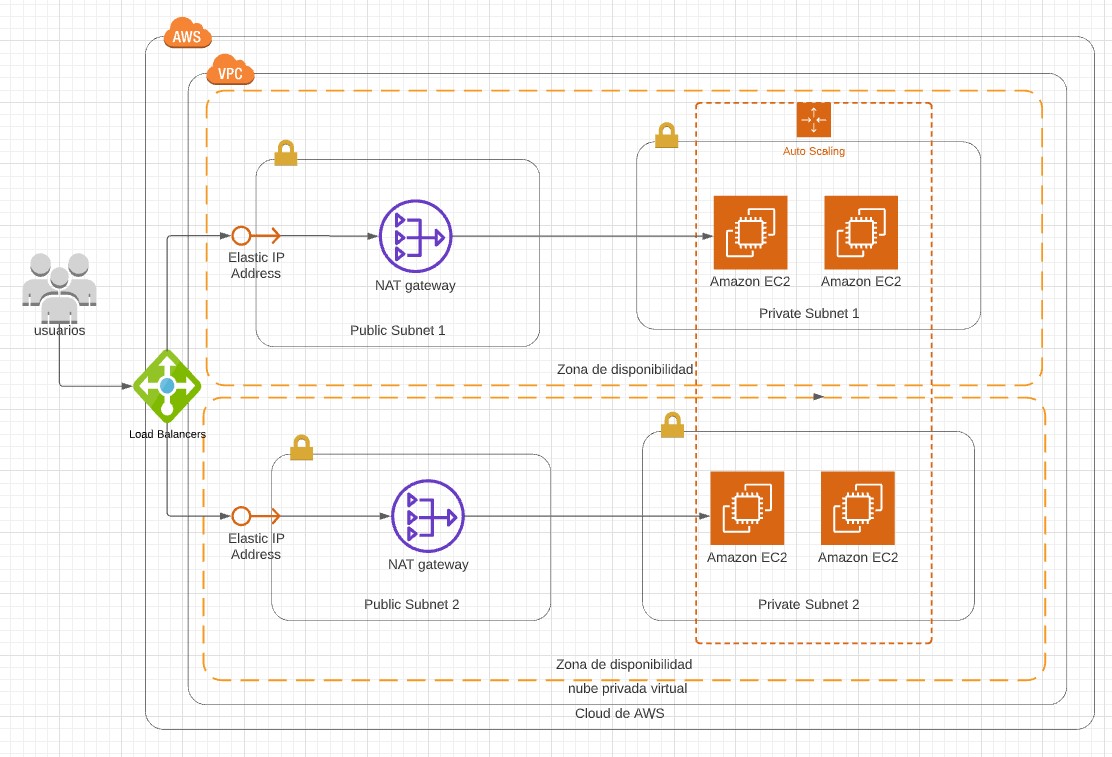 AWS
VPC
Auto Scaling
Elastic IP
Address
NAT gateway
Amazon EC2
Amazon EC2
Public Subnet 1
Private Subnet 1
usuarios
Zona de disponibilidad
Load Balancers
Elastic IP
Address
NAT gateway
Amazon EC2
Amazon EC2
Public Subnet 2
Private Subnet 2
Zona de disponibilidad
nube privada virtual
Cloud de AWS